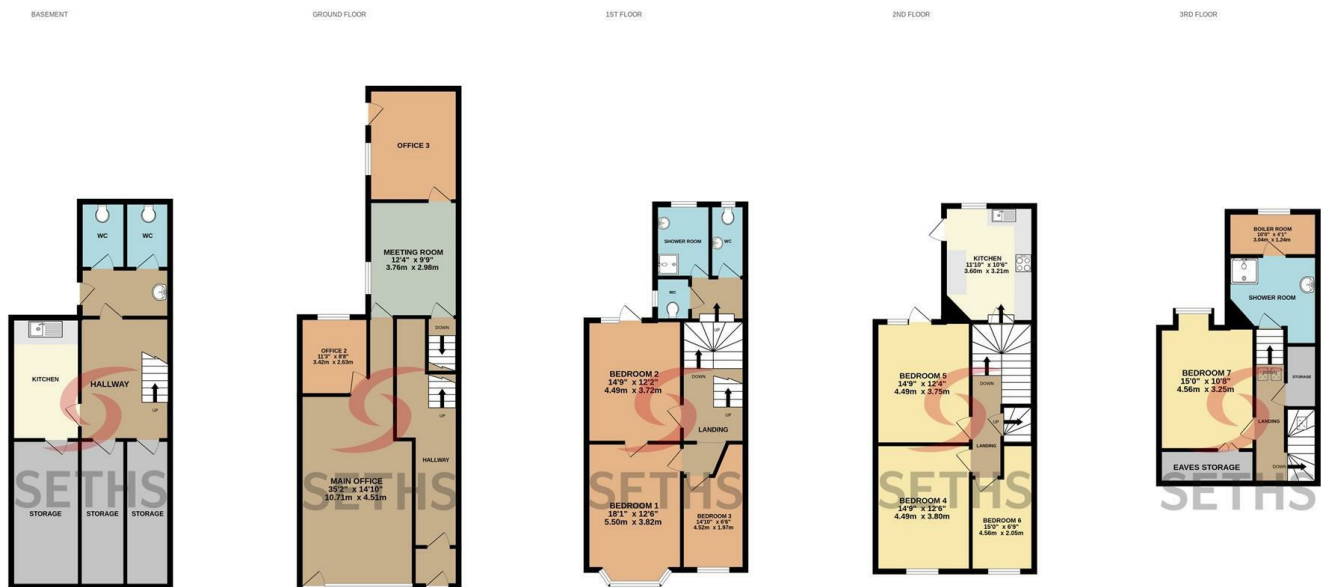 BASEMENT
GROUND FLOOR
1ST FLOOR
2ND FLOOR
3RD FLOOR
WC
WC
KITCHEN
HALLWAY
UP
STORAGE
STORAGE
STORAGE
SETHS
OFFICE 3
MEETING ROOM
12'4" x 9'9"
3.76m x 2.98m
DOWN
OFFICE 2
11'3" x 8'8"
3.42m x 2.63m
UP
HALLWAY
MAIN OFFICE
35'2" x 14'10"
10.71m x 4.51m
SETHS
SHOWER ROOM
WC
WC
UP
BEDROOM 2
14'9" x 12'2"
4.49m x 3.72m
DOWN
UP
LANDING
BEDROOM 1
18'1" x 12'6"
5.50m x 3.82m
BEDROOM 3
14'10" x 6'6"
4.52m x 1.97m
SETHS
KITCHEN
11'10" x 10'6"
3.60m x 3.21m
BEDROOM 5
14'9" x 12'4"
4.49m x 3.75m
DOWN
UP
LANDING
BEDROOM 4
14'9" x 12'6"
4.49m x 3.80m
BEDROOM 6
15'0" x 6'9"
4.56m x 2.05m
SETHS
BOILER ROOM
3.04m x 1.24m
SHOWER ROOM
BEDROOM 7
15'0" x 10'8"
4.56m x 3.25m
DOWN
STORAGE
LANDING
EAVES STORAGE
DOWN
SETHS